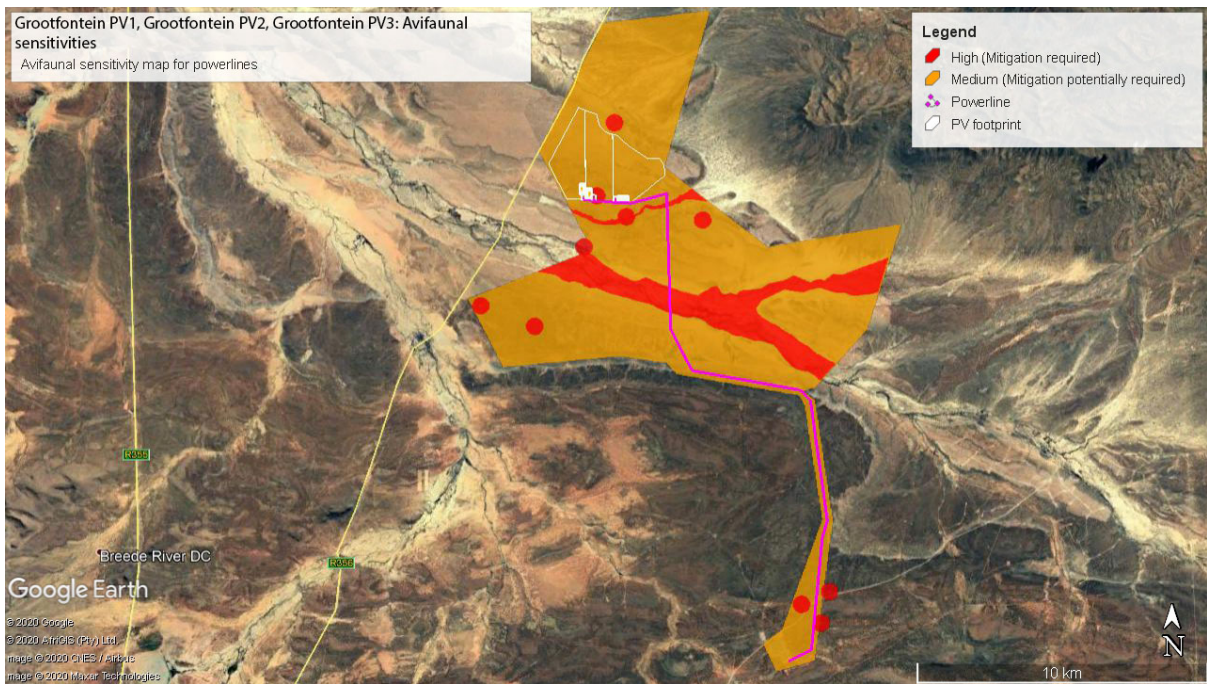 Grootfontein PV1, Grootfontein PV2, Grootfontein PV3: Avifaunal
sensitivities
Avifaunal sensitivity map for powerlines
Legend
High (Mitigation required)
Medium (Mitigation potentially required)
Powerline
PV footprint
R355
R356
Breede River DC
Google Earth
© 2020 Google
© 2020 AfriGIS (Pty) Ltd.
mage © 2020 CNES / Airbus
mage © 2020 Maxar Technologies
N
10 km